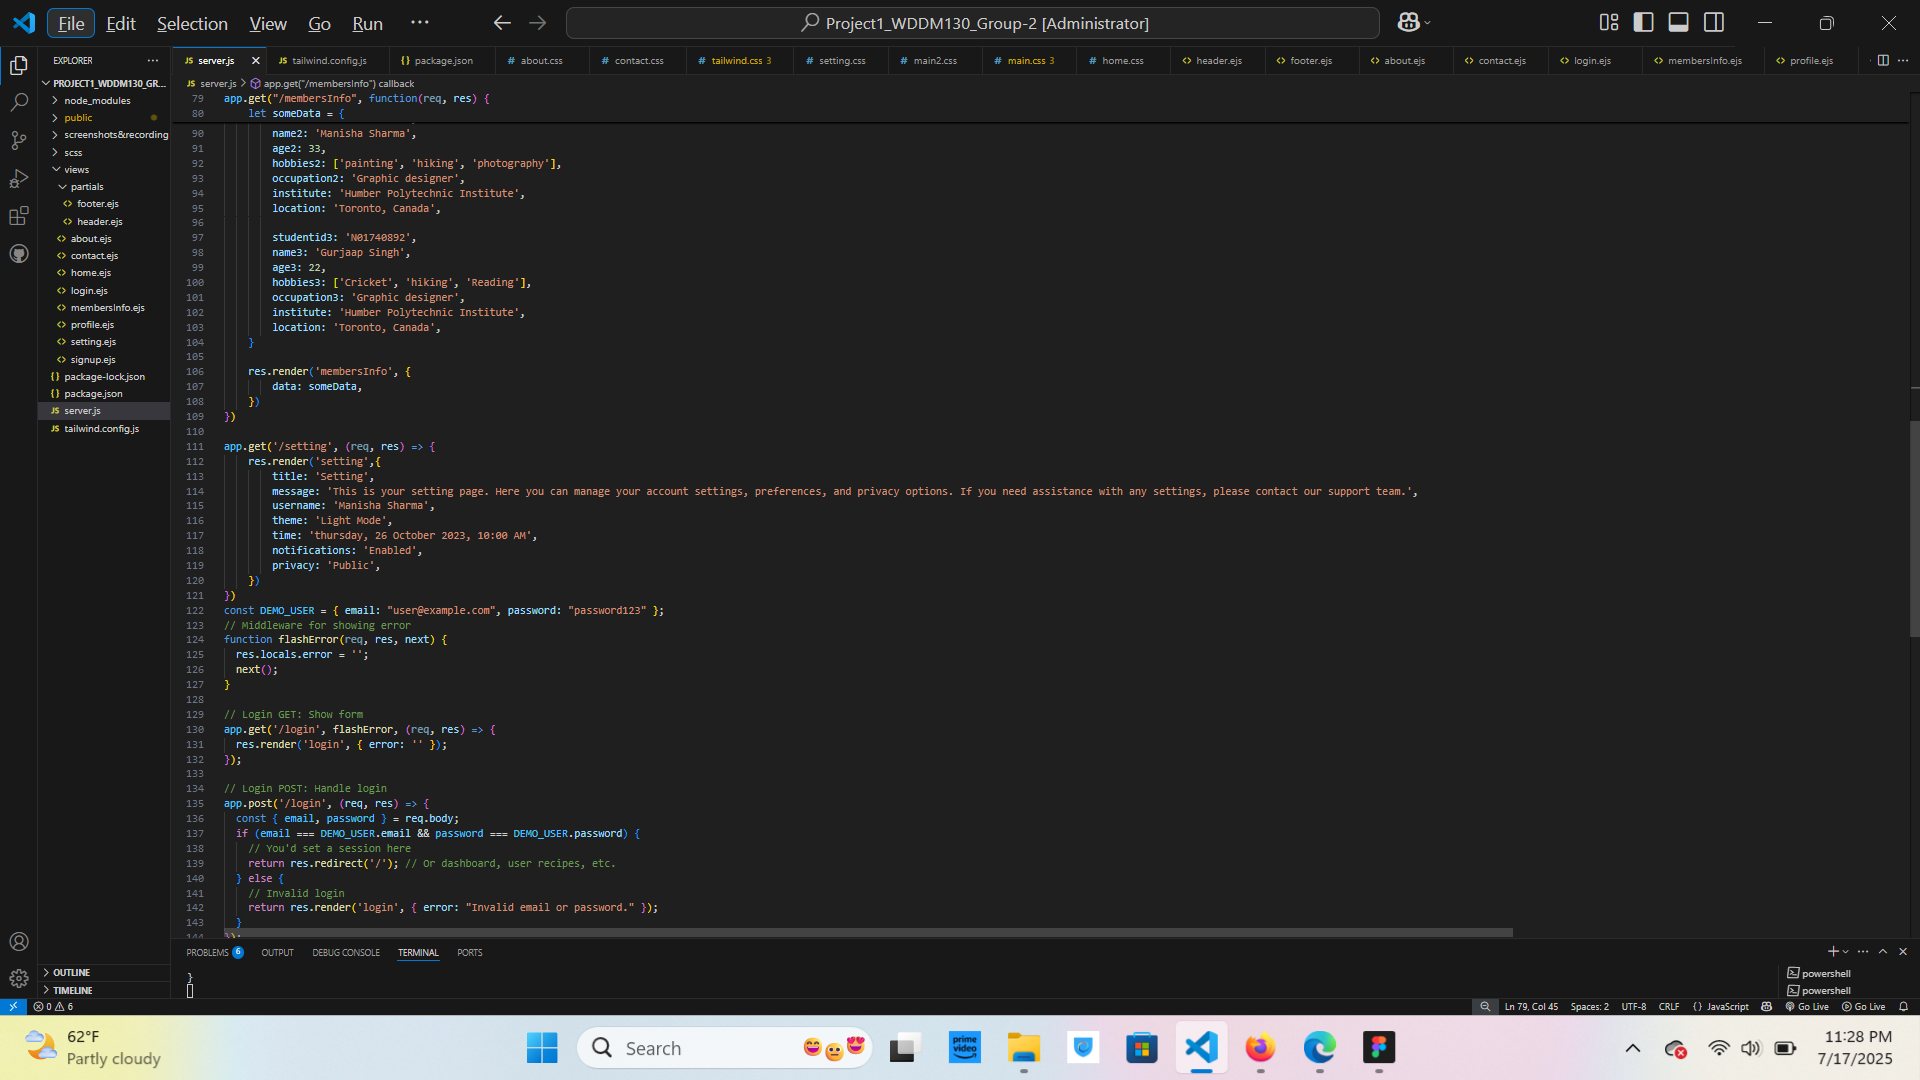 File Edit Selection View Go Run ··· Project1_WDDM130_Group-2 [Administrator]
EXPLORER
server.js tailwind.config.js package.json about.css contact.css tailwind.css 3 setting.css main2.css main.css 3 home.css header.ejs footer.ejs about.ejs contact.ejs login.ejs membersInfo.ejs profile.ejs
PROJECT1_WDDM130_GR...
node_modules
public
screenshots&recording
scss
views
partials
footer.ejs
header.ejs
about.ejs
contact.ejs
home.ejs
login.ejs
membersInfo.ejs
profile.ejs
setting.ejs
signup.ejs
package-lock.json
package.json
server.js
tailwind.config.js
OUTLINE
TIMELINE
server.js > app.get("/membersInfo") callback
79 app.get("/membersInfo", function(req, res) {
80 let someData = {
90 name2: 'Manisha Sharma',
91 age2: 33,
92 hobbies2: ['painting', 'hiking', 'photography'],
93 occupation2: 'Graphic designer',
94 institute: 'Humber Polytechnic Institute',
95 location: 'Toronto, Canada',
96
97 studentid3: 'N01740892',
98 name3: 'Gurjaap Singh',
99 age3: 22,
100 hobbies3: ['Cricket', 'hiking', 'Reading'],
101 occupation3: 'Graphic designer',
102 institute: 'Humber Polytechnic Institute',
103 location: 'Toronto, Canada',
104 }
105
106 res.render('membersInfo', {
107 data: someData,
108 })
109 })
110
111 app.get('/setting', (req, res) => {
112 res.render('setting',{
113 title: 'Setting',
114 message: 'This is your setting page. Here you can manage your account settings, preferences, and privacy options. If you need assistance with any settings, please contact our support team.',
115 username: 'Manisha Sharma',
116 theme: 'Light Mode',
117 time: 'thursday, 26 October 2023, 10:00 AM',
118 notifications: 'Enabled',
119 privacy: 'Public',
120 })
121 })
122 const DEMO_USER = { email: "user@example.com", password: "password123" };
123 // Middleware for showing error
124 function flashError(req, res, next) {
125 res.locals.error = '';
126 next();
127 }
128
129 // Login GET: Show form
130 app.get('/login', flashError, (req, res) => {
131 res.render('login', { error: '' });
132 });
133
134 // Login POST: Handle login
135 app.post('/login', (req, res) => {
136 const { email, password } = req.body;
137 if (email === DEMO_USER.email && password === DEMO_USER.password) {
138 // You'd set a session here
139 return res.redirect('/'); // Or dashboard, user recipes, etc.
140 } else {
141 // Invalid login
142 return res.render('login', { error: "Invalid email or password." });
143 }
144 });
PROBLEMS 6 OUTPUT DEBUG CONSOLE TERMINAL PORTS
}
powershell
powershell
0 6 Ln 79, Col 45 Spaces: 2 UTF-8 CRLF {} JavaScript Go Live Go Live
62°F
Partly cloudy
Search
prime video
11:28 PM
7/17/2025